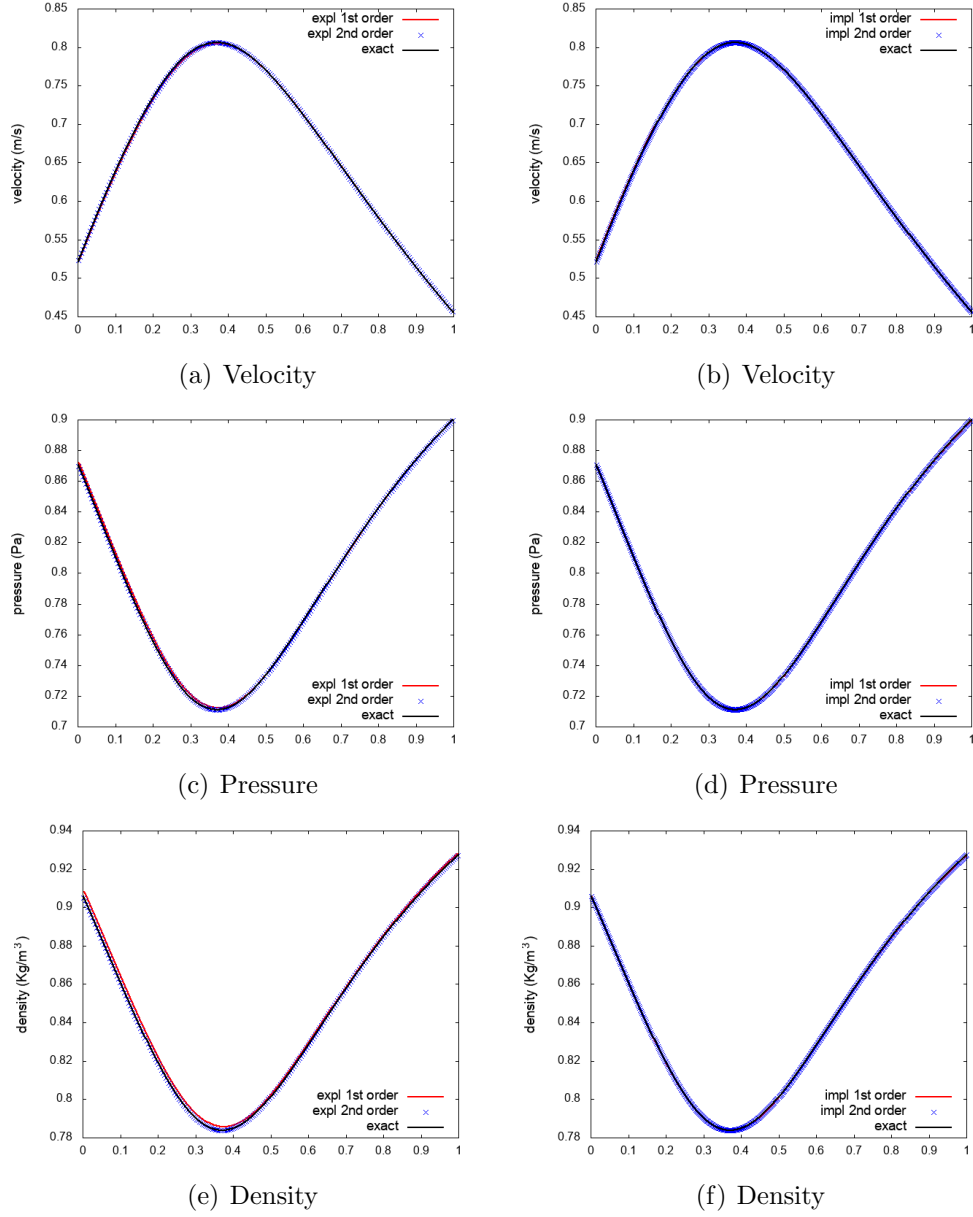 0.85
0.8
0.75
0.7
0.65
0.6
0.55
0.5
0.45
velocity (m/s)
expl 1st order
expl 2nd order
exact
0 0.1 0.2 0.3 0.4 0.5 0.6 0.7 0.8 0.9 1
(a) Velocity
0.85
0.8
0.75
0.7
0.65
0.6
0.55
0.5
0.45
velocity (m/s)
impl 1st order
impl 2nd order
exact
0 0.1 0.2 0.3 0.4 0.5 0.6 0.7 0.8 0.9 1
(b) Velocity
0.9
0.88
0.86
0.84
0.82
0.8
0.78
0.76
0.74
0.72
0.7
pressure (Pa)
expl 1st order
expl 2nd order
exact
0 0.1 0.2 0.3 0.4 0.5 0.6 0.7 0.8 0.9 1
(c) Pressure
0.9
0.88
0.86
0.84
0.82
0.8
0.78
0.76
0.74
0.72
0.7
pressure (Pa)
impl 1st order
impl 2nd order
exact
0 0.1 0.2 0.3 0.4 0.5 0.6 0.7 0.8 0.9 1
(d) Pressure
0.94
0.92
0.9
0.88
0.86
0.84
0.82
0.8
0.78
density (Kg/m³)
expl 1st order
expl 2nd order
exact
0 0.1 0.2 0.3 0.4 0.5 0.6 0.7 0.8 0.9 1
(e) Density
0.94
0.92
0.9
0.88
0.86
0.84
0.82
0.8
0.78
density (Kg/m³)
impl 1st order
impl 2nd order
exact
0 0.1 0.2 0.3 0.4 0.5 0.6 0.7 0.8 0.9 1
(f) Density